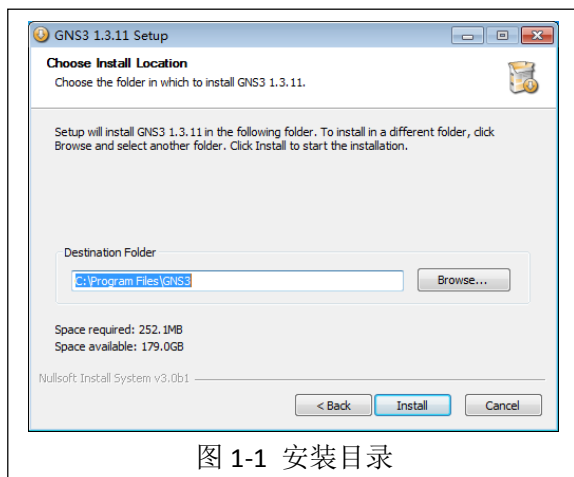 GNS3 1.3.11 Setup
Choose Install Location
Choose the folder in which to install GNS3 1.3.11.
Setup will install GNS3 1.3.11 in the following folder. To install in a different folder, click
Browse and select another folder. Click Install to start the installation.
Destination Folder
C:\Program Files\GNS3
Browse...
Space required: 252.1MB
Space available: 179.0GB
Nullsoft Install System v3.0b1
< Back Install Cancel
图 1-1 安装目录